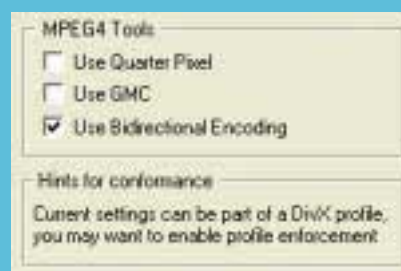 MPEG4 Tools
Use Quarter Pixel
Use GMC
Use Bidirectional Encoding
Hints for conformance
Current settings can be part of a DivX profile,
you may want to enable profile enforcement